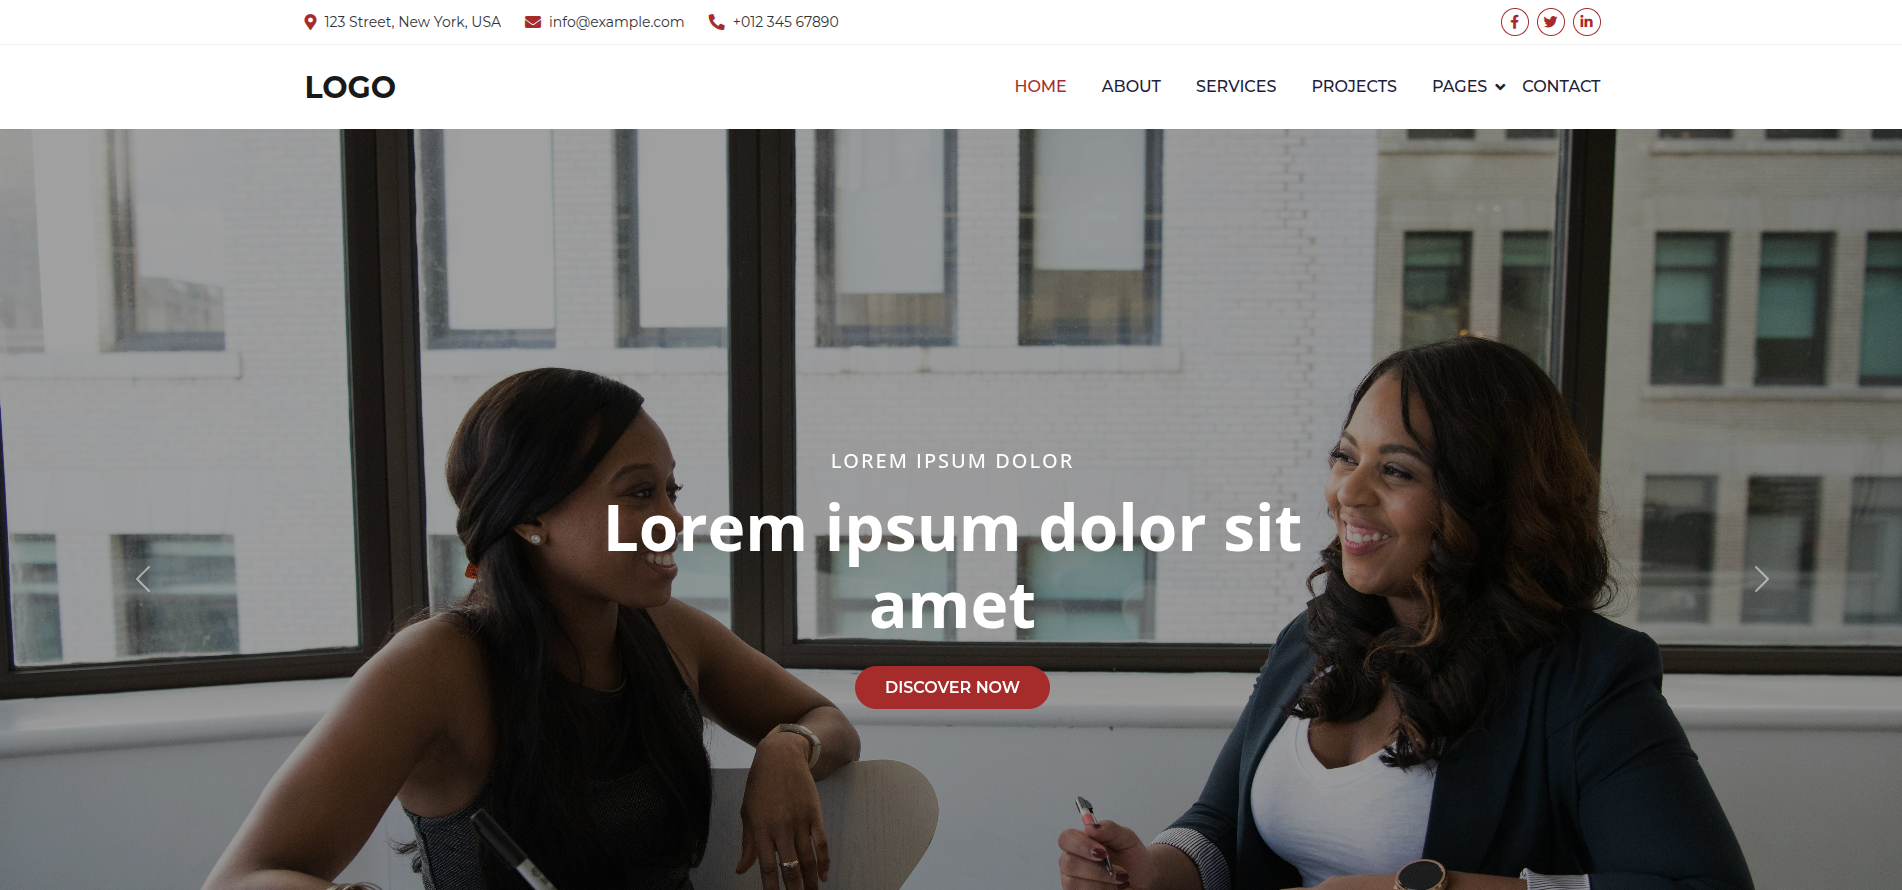 123 Street, New York, USA info@example.com +012 345 67890
LOGO HOME ABOUT SERVICES PROJECTS PAGES CONTACT
LOREM IPSUM DOLOR
Lorem ipsum dolor sit
amet
DISCOVER NOW